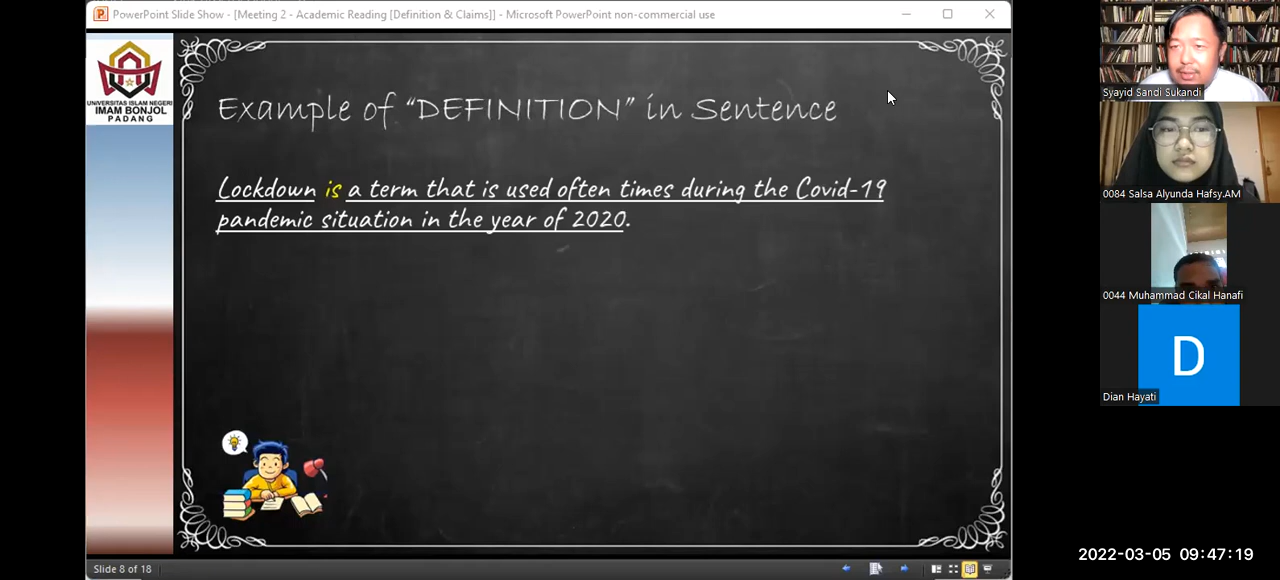 PowerPoint Slide Show - [Meeting 2 - Academic Reading [Definition & Claims]] - Microsoft PowerPoint non-commercial use
UNIVERSITAS ISLAM NEGERI
IMAM BONJOL
PADANG
Example of “DEFINITION” in Sentence
Lockdown is a term that is used often times during the Covid-19
pandemic situation in the year of 2020.
Slide 8 of 18
Syayid Sandi Sukandi
0084 Salsa Alyunda Hafsy.AM
0044 Muhammad Cikal Hanafi
D
Dian Hayati
2022-03-05 09:47:19